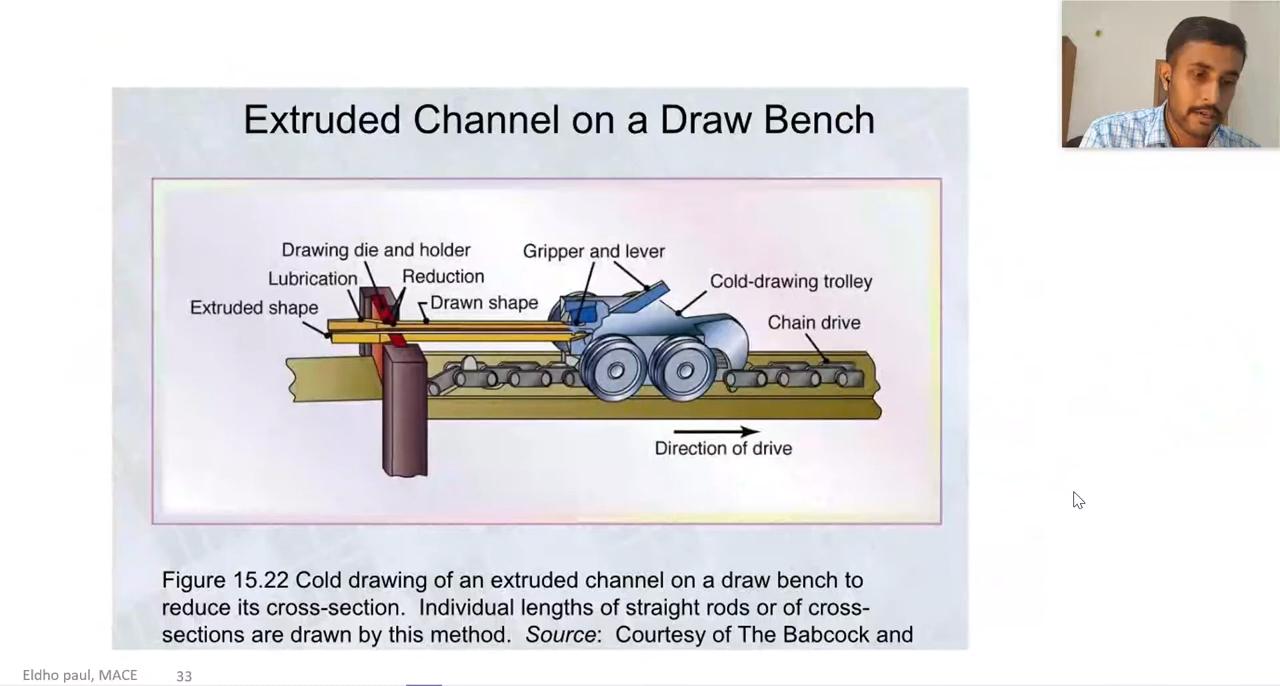 Extruded Channel on a Draw Bench
Drawing die and holder
Gripper and lever
Lubrication
Reduction
Cold-drawing trolley
Extruded shape
Drawn shape
Chain drive
Direction of drive
Figure 15.22 Cold drawing of an extruded channel on a draw bench to
reduce its cross-section. Individual lengths of straight rods or of cross-
sections are drawn by this method. Source: Courtesy of The Babcock and
Eldho paul, MACE 33